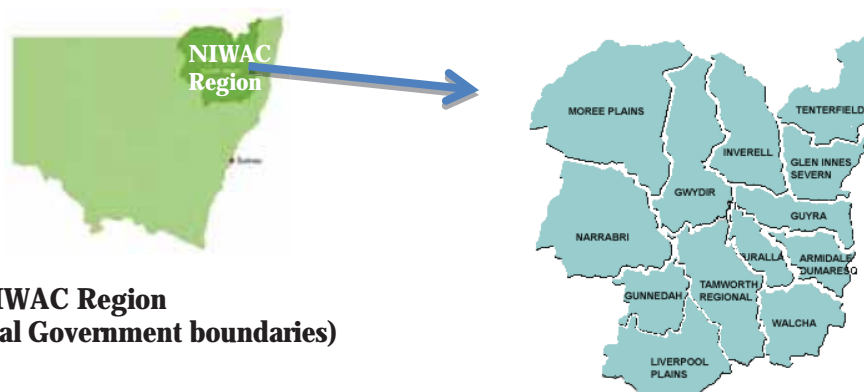 NIWAC
Region
MOREE PLAINS
TENTERFIELD
INVERELL
GLEN INNES
SEVERN
GWYDIR
GUYRA
NARRABRI
URALLA
ARMIDALE
DUMARESQ
GUNNEDAH
TAMWORTH
REGIONAL
WALCHA
LIVERPOOL
PLAINS
IWAC Region
al Government boundaries)